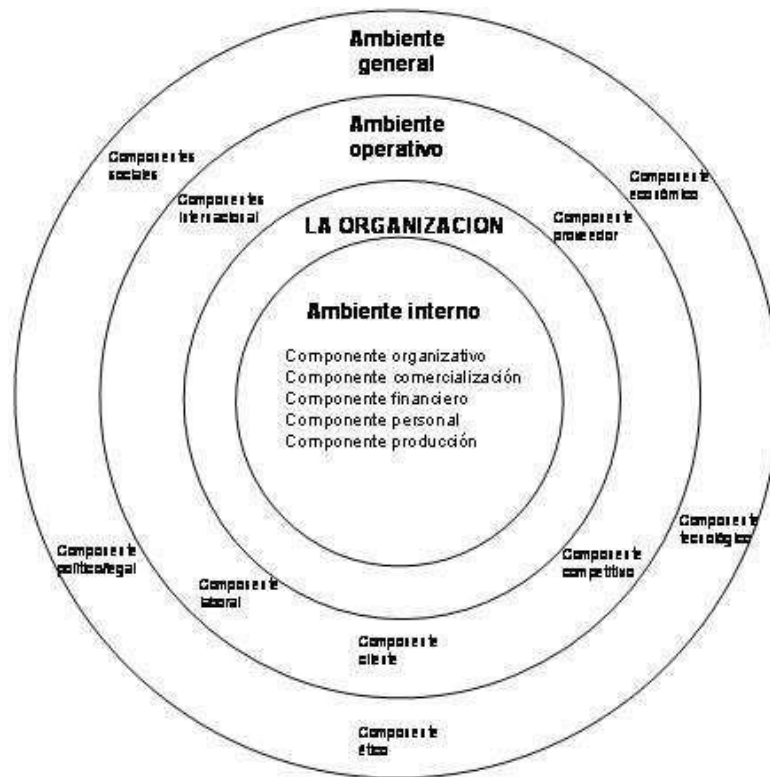 Ambiente
general
Ambiente
operativo
Componentes
sociales
Componente
económico
Componentes
internacional
Componente
proveedor
LA ORGANIZACION
Ambiente interno
Componente organizativo
Componente comercialización
Componente financiero
Componente personal
Componente producción
Componente
político/legal
Componente
tecnológico
Componente
laboral
Componente
competitivo
Componente
cliente
Componente
ético